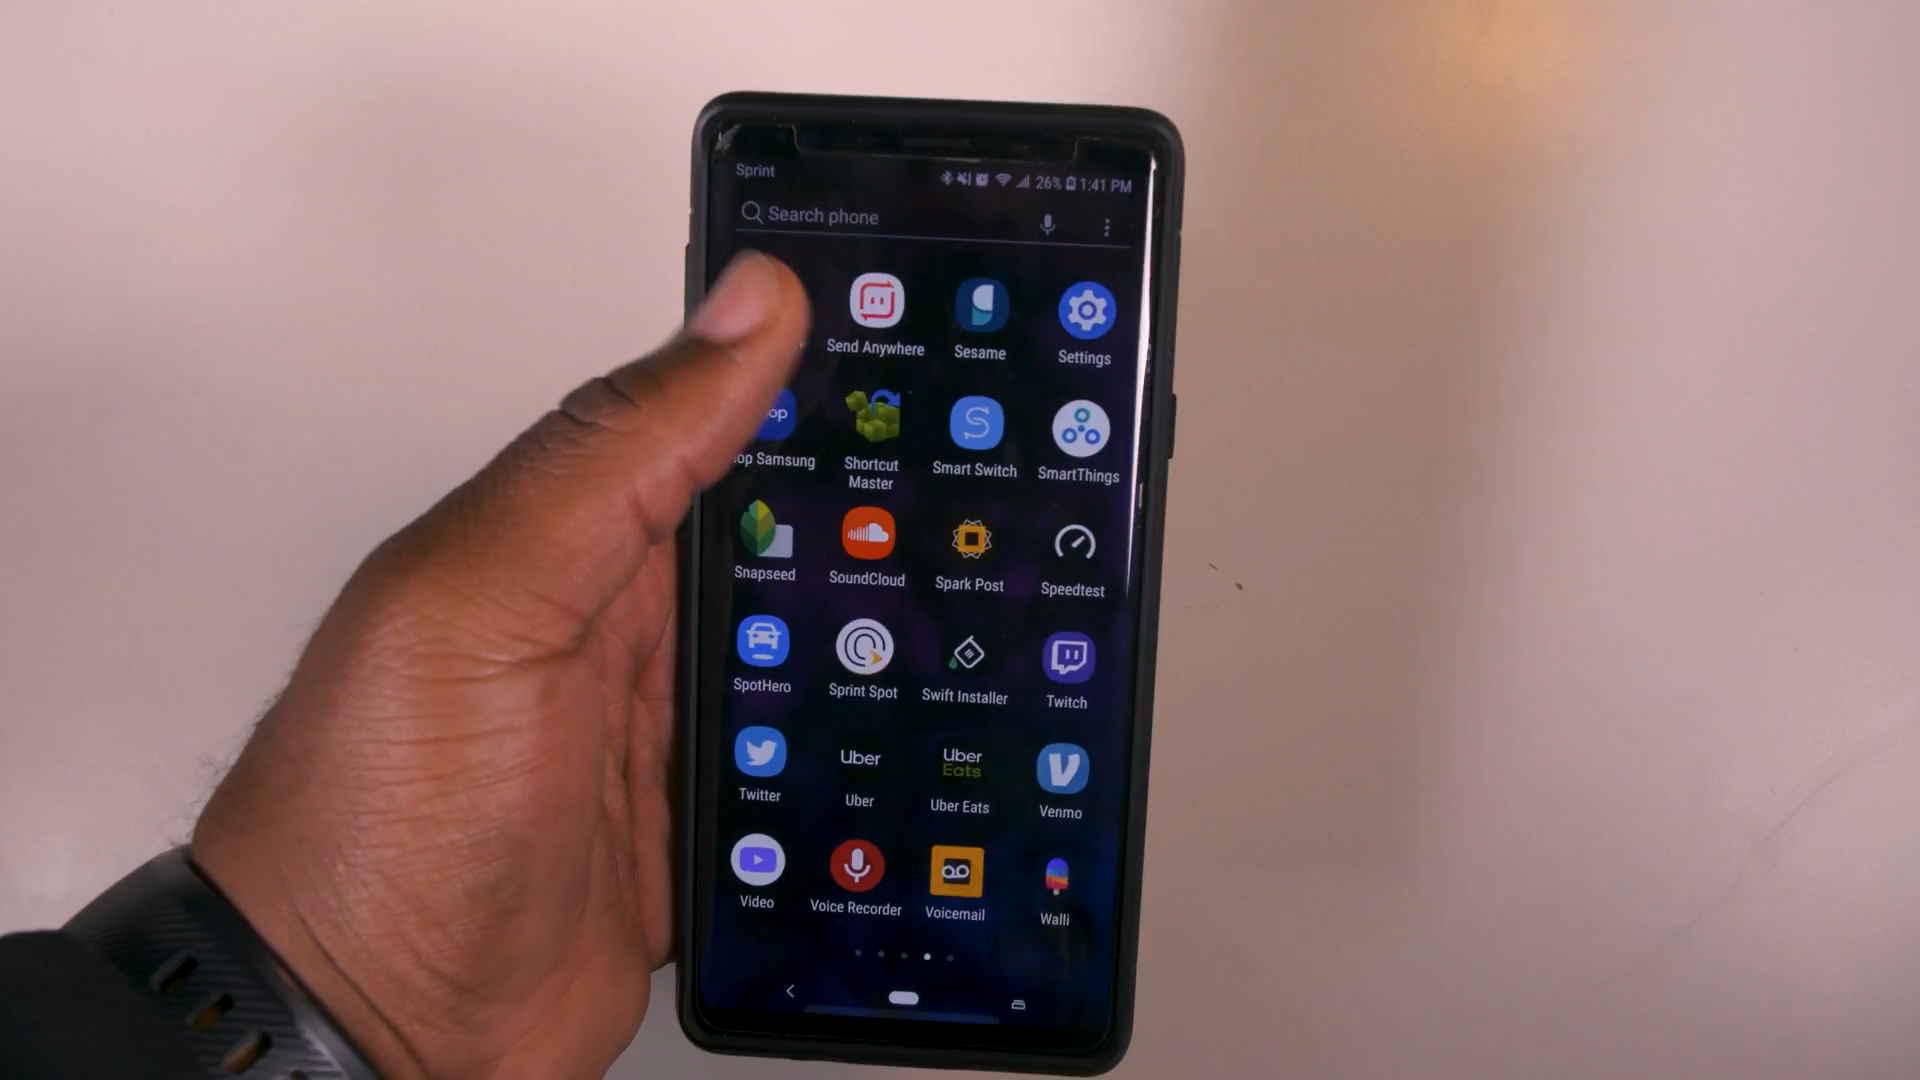 Sprint
26% 1:41 PM
Search phone
Send Anywhere
Sesame
Settings
op
op Samsung
Shortcut
Master
Smart Switch
SmartThings
Snapseed
SoundCloud
Spark Post
Speedtest
SpotHero
Sprint Spot
Swift Installer
Twitch
Twitter
Uber
Uber
Uber
Eats
Uber Eats
Venmo
Video
Voice Recorder
Voicemail
Walli